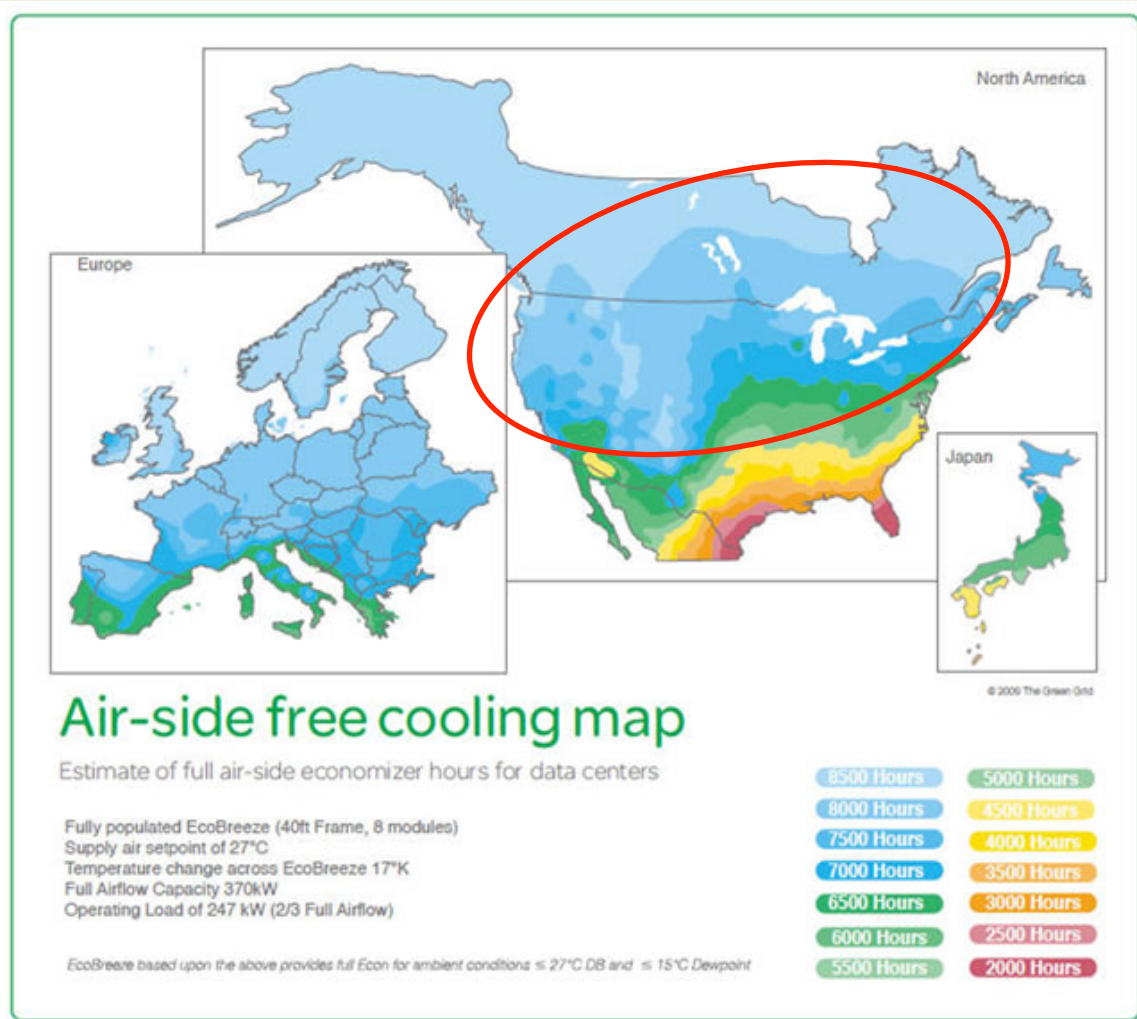 North America
Europe
Japan
© 2009 The Green Grid
Air-side free cooling map
Estimate of full air-side economizer hours for data centers
Fully populated EcoBreeze (40ft Frame, 8 modules)
Supply air setpoint of 27°C
Temperature change across EcoBreeze 17°K
Full Airflow Capacity 370kW
Operating Load of 247 kW (2/3 Full Airflow)
EcoBreeze based upon the above provides full Econ for ambient conditions ≤ 27°C DB and ≤ 15°C Dewpoint
8500 Hours
8000 Hours
7500 Hours
7000 Hours
6500 Hours
6000 Hours
5500 Hours
5000 Hours
4500 Hours
4000 Hours
3500 Hours
3000 Hours
2500 Hours
2000 Hours